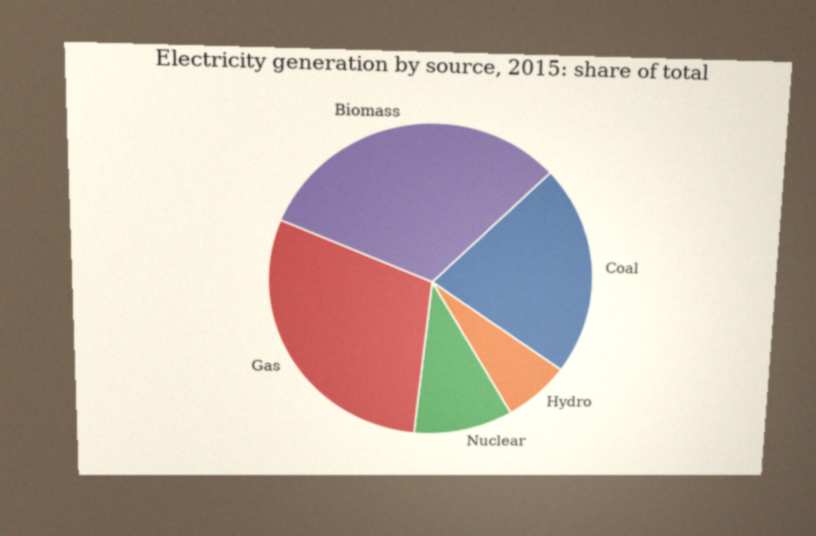 Electricity generation by source, 2015: share of total
Biomass
Coal
Gas
Hydro
Nuclear